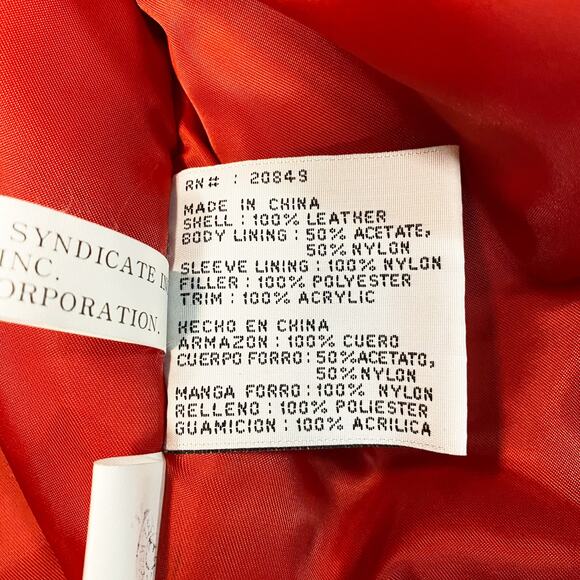 SYNDICATE
INC.
CORPORATION.
RN# : 20849
MADE IN CHINA
SHELL : 100% LEATHER
BODY LINING : 50% ACETATE,
50% NYLON
SLEEVE LINING : 100% NYLON
FILLER : 100% POLYESTER
TRIM : 100% ACRYLIC
HECHO EN CHINA
ARMAZON : 100% CUERO
CUERPO FORRO : 50% ACETATO,
50% NYLON
MANGA FORRO : 100% NYLON
RELLENO : 100% POLIESTER
GUAMICION : 100% ACRILICA